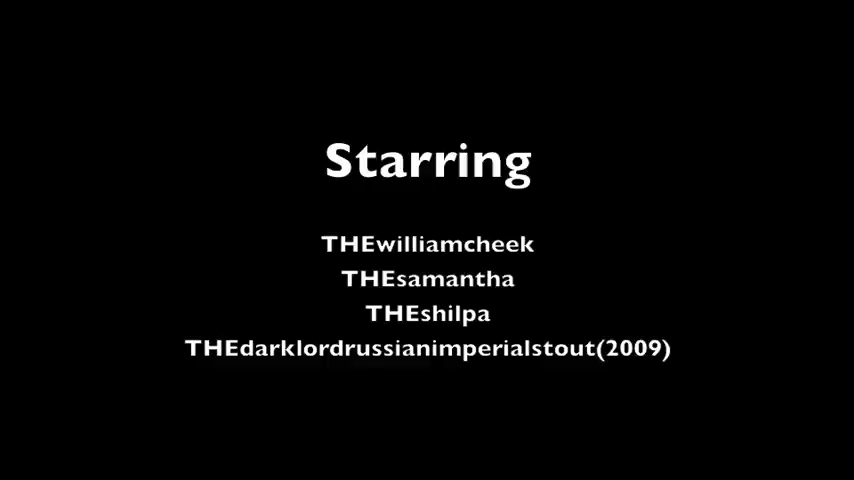 Starring
THEwilliamcheek
THEsamantha
THEshilpa
THEdarklordrussianimperialstout(2009)